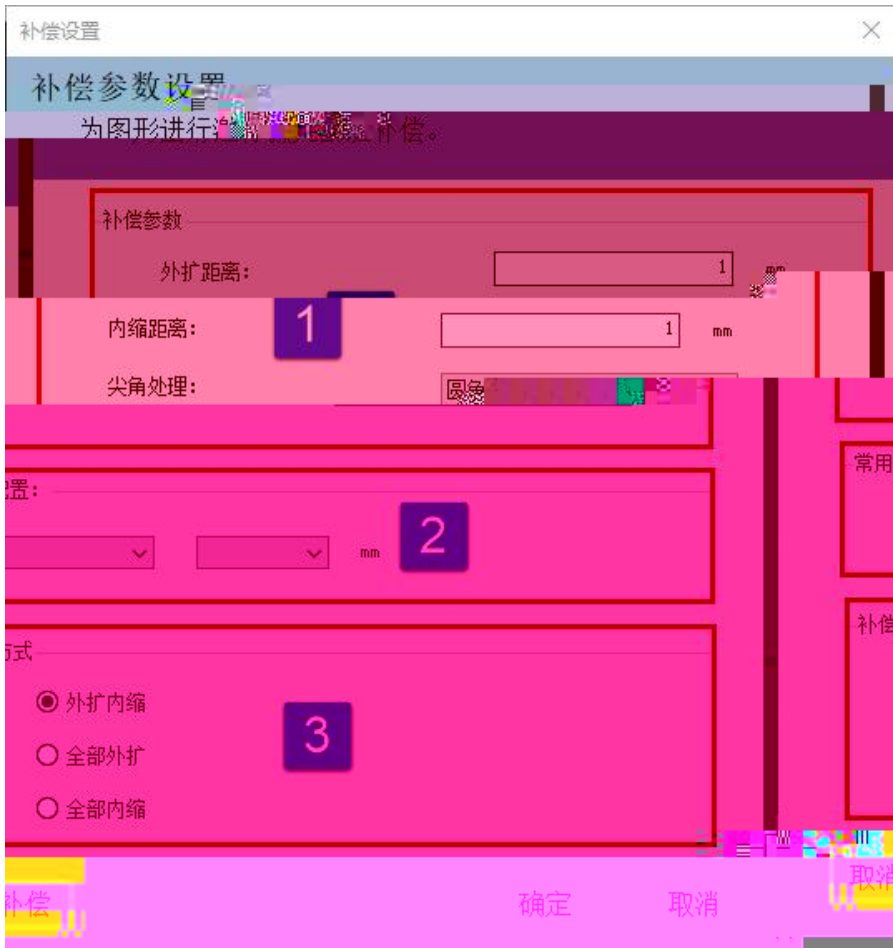 补偿设置
补偿参数设置
为图形进行 补偿。
补偿参数
外扩距离: 1 mm
内缩距离: 1 mm
1
尖角处理: 圆角
常用
配置:
mm
2
补偿
方式
外扩内缩
3
全部外扩
全部内缩
补偿 确定 取消 取消